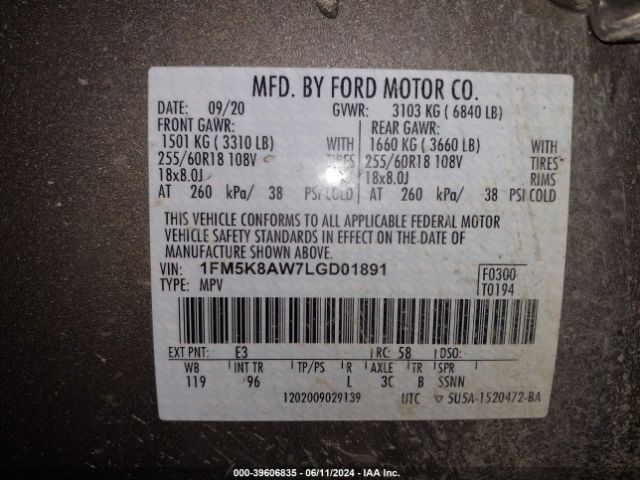 MFD. BY FORD MOTOR CO.
DATE: 09/20 GVWR: 3103 KG ( 6840 LB)
FRONT GAWR: REAR GAWR:
1501 KG ( 3310 LB) WITH 1660 KG ( 3660 LB) WITH
255/60R18 108V TIRES 255/60R18 108V TIRES
18x8.0J RIMS 18x8.0J RIMS
AT 260 kPa/ 38 PSI COLD AT 260 kPa/ 38 PSI COLD
THIS VEHICLE CONFORMS TO ALL APPLICABLE FEDERAL MOTOR
VEHICLE SAFETY STANDARDS IN EFFECT ON THE DATE OF
MANUFACTURE SHOWN ABOVE.
VIN: 1FM5K8AW7LGD01891 F0300
TYPE: MPV T0194
EXT PNT: E3 RC: 58 DSO:
WB INT TR TP/PS R AXLE TR SPR
119 96 L 3C B SSNN
1202009029139 UTC ▽ 5U5A-1520472-BA
000-39606835 - 06/11/2024 - IAA Inc.